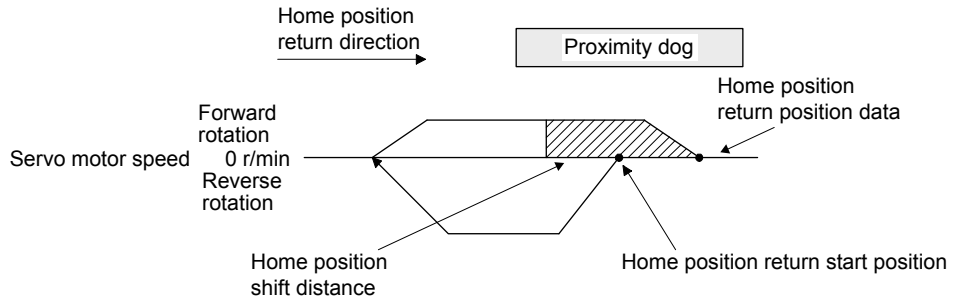 Home position
return direction
Proximity dog
Home position
return position data
Forward
rotation
Servo motor speed 0 r/min
Reverse
rotation
Home position
shift distance
Home position return start position